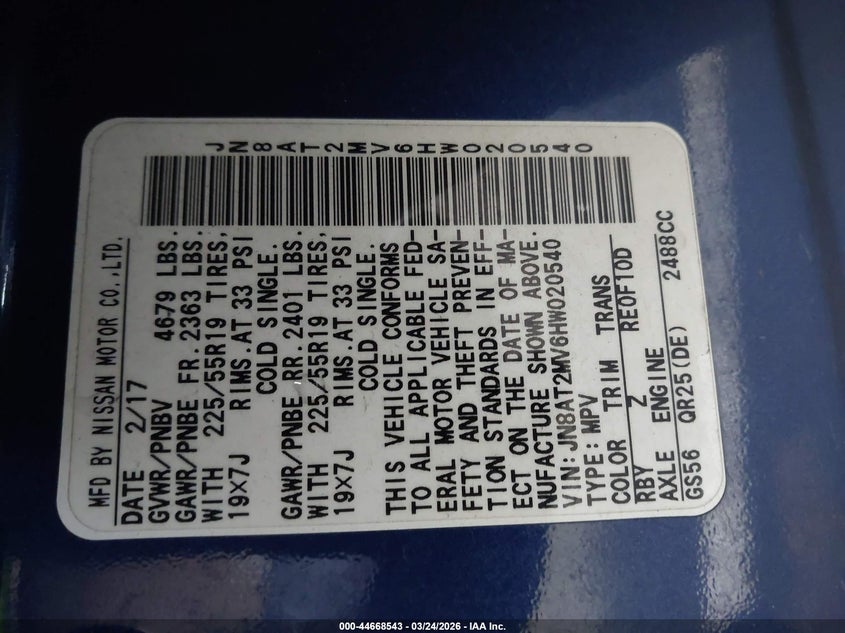 MFD BY NISSAN MOTOR CO.,LTD.
DATE 2/17
GVWR/PNBV 4679 LBS.
GAWR/PNBE FR. 2363 LBS.
WITH 225/55R19 TIRES,
19×7J RIMS. AT 33 PSI
COLD SINGLE.
GAWR/PNBE RR. 2401 LBS.
WITH 225/55R19 TIRES,
19×7J RIMS. AT 33 PSI
COLD SINGLE.
THIS VEHICLE CONFORMS
TO ALL APPLICABLE FED-
ERAL MOTOR VEHICLE SA-
FETY AND THEFT PREVEN-
TION STANDARDS IN EFF-
ECT ON THE DATE OF MA-
NUFACTURE SHOWN ABOVE.
VIN: JN8AT2MV6HW020540
TYPE: MPV
COLOR TRIM TRANS
RBY Z RE0F10D
AXLE ENGINE
GS56 QR25(DE) 2488CC
JN8AT2MV6HW020540
000-44668543 - 03/24/2026 - IAA Inc.